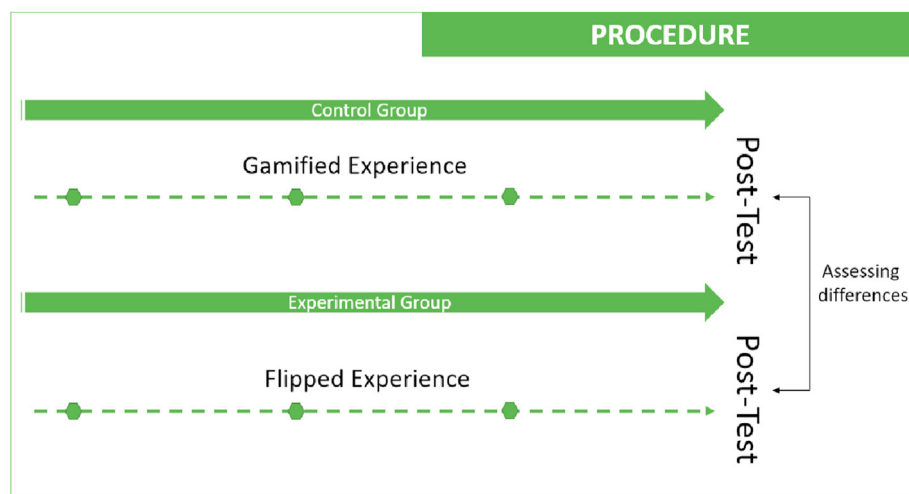 PROCEDURE
Control Group
Gamified Experience
Post-Test
Assessing
differences
Experimental Group
Flipped Experience
Post-Test